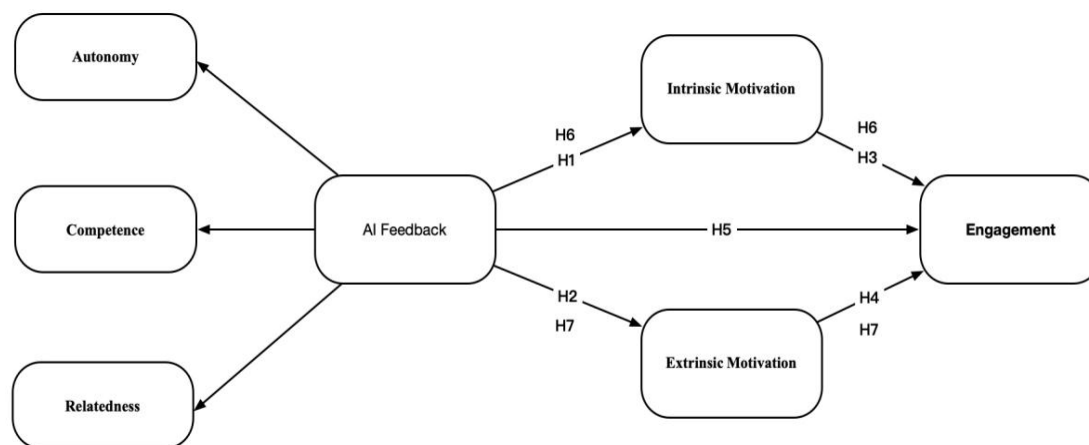 Autonomy
Intrinsic Motivation
H6
H1
H6
H3
Competence
AI Feedback
H5
Engagement
H2
H7
H4
H7
Extrinsic Motivation
Relatedness